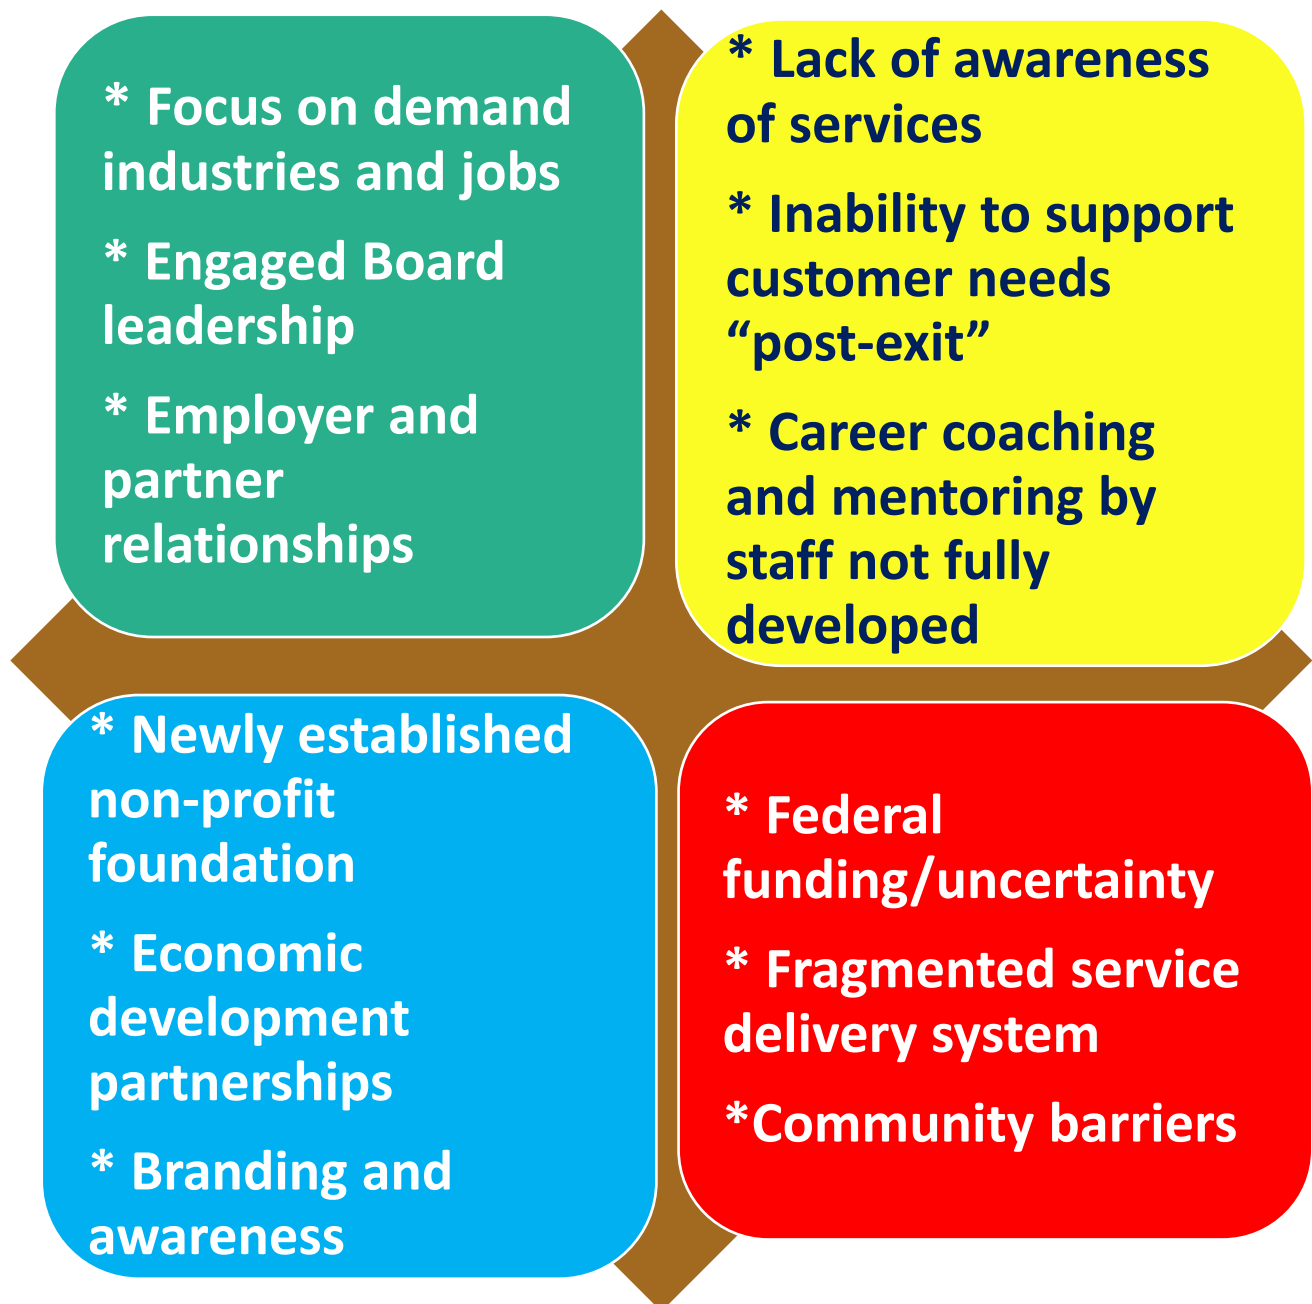 * Focus on demand
industries and jobs
* Engaged Board
leadership
* Employer and
partner
relationships
* Lack of awareness
of services
* Inability to support
customer needs
“post-exit”
* Career coaching
and mentoring by
staff not fully
developed
* Newly established
non-profit
foundation
* Economic
development
partnerships
* Branding and
awareness
* Federal
funding/uncertainty
* Fragmented service
delivery system
*Community barriers